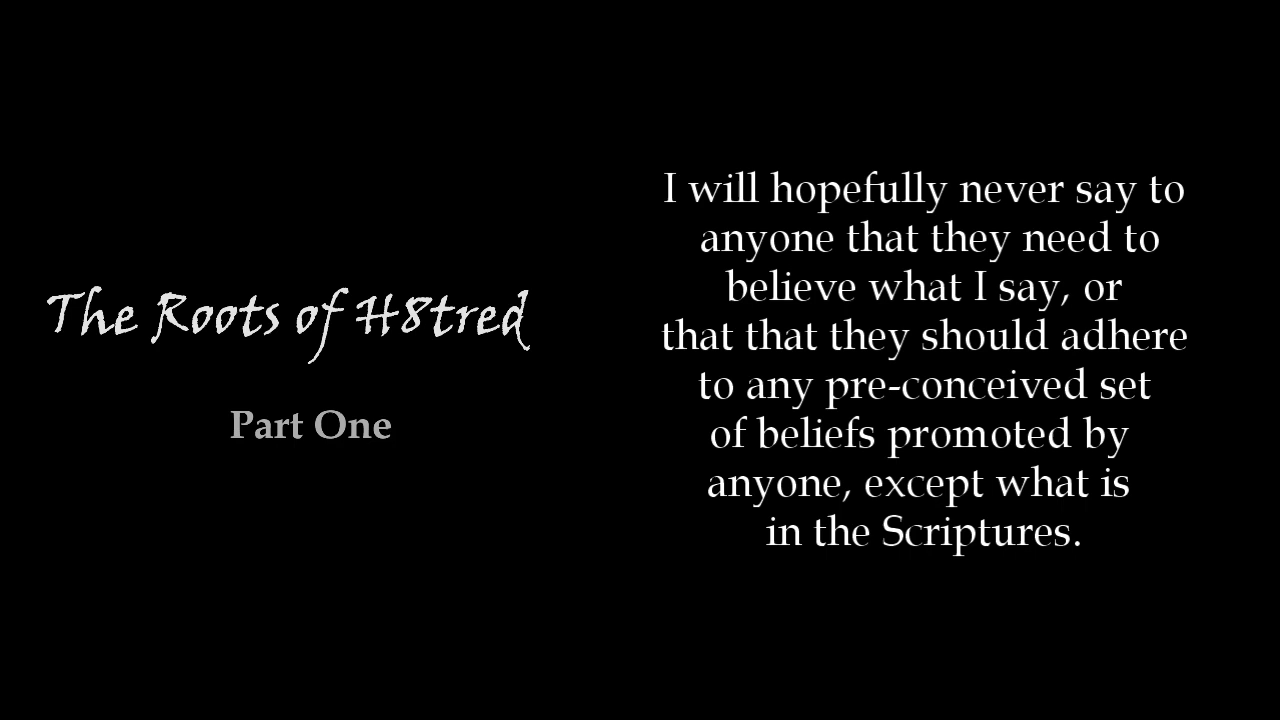 The Roots of H8tred
Part One
I will hopefully never say to
anyone that they need to
believe what I say, or
that that they should adhere
to any pre-conceived set
of beliefs promoted by
anyone, except what is
in the Scriptures.